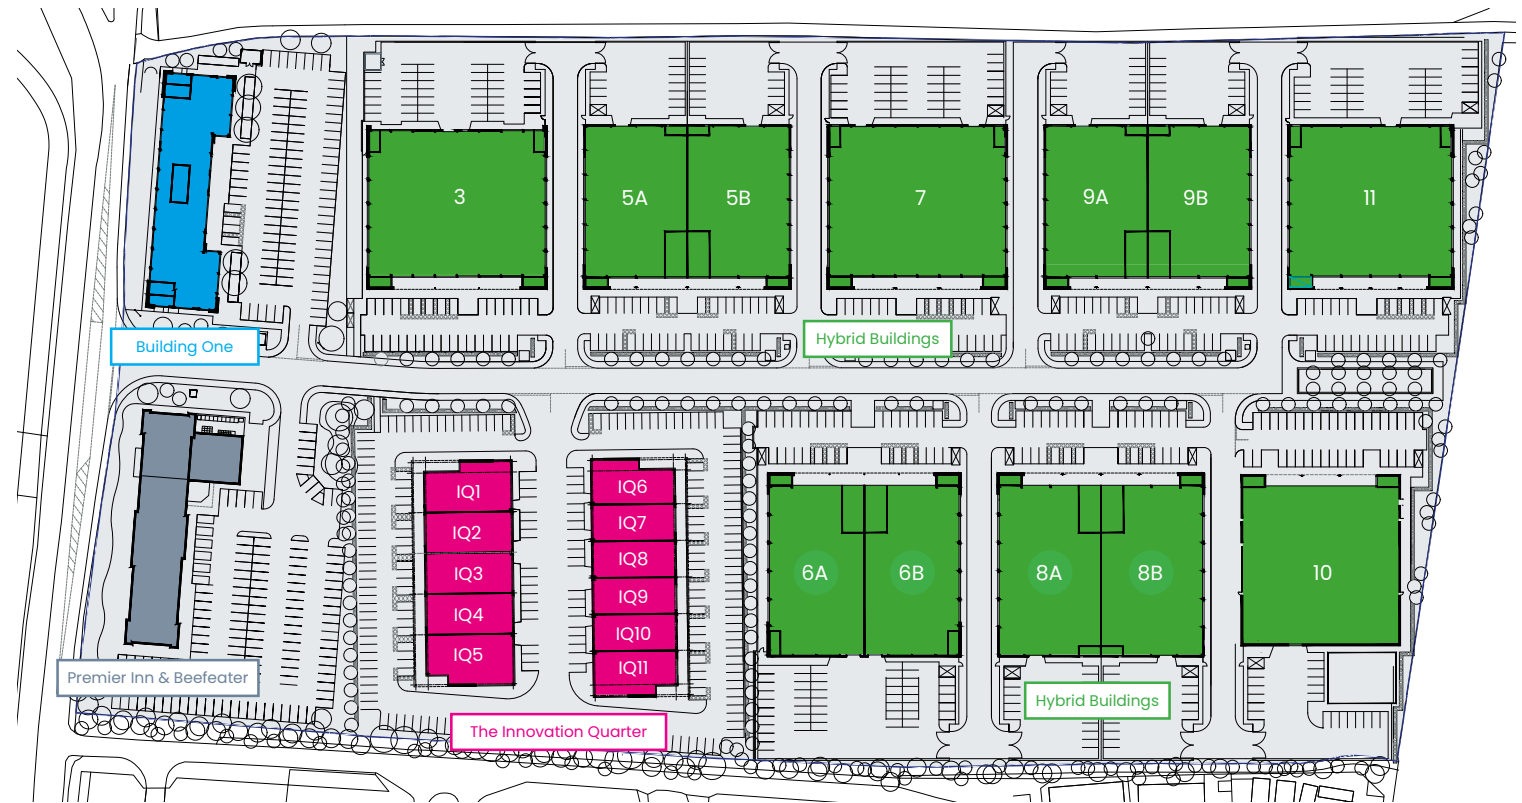 3
5A
5B
7
9A
9B
11
Building One
Hybrid Buildings
IQ1
IQ2
IQ3
IQ4
IQ5
IQ6
IQ7
IQ8
IQ9
IQ10
IQ11
6A
6B
8A
8B
10
Premier Inn & Beefeater
The Innovation Quarter
Hybrid Buildings